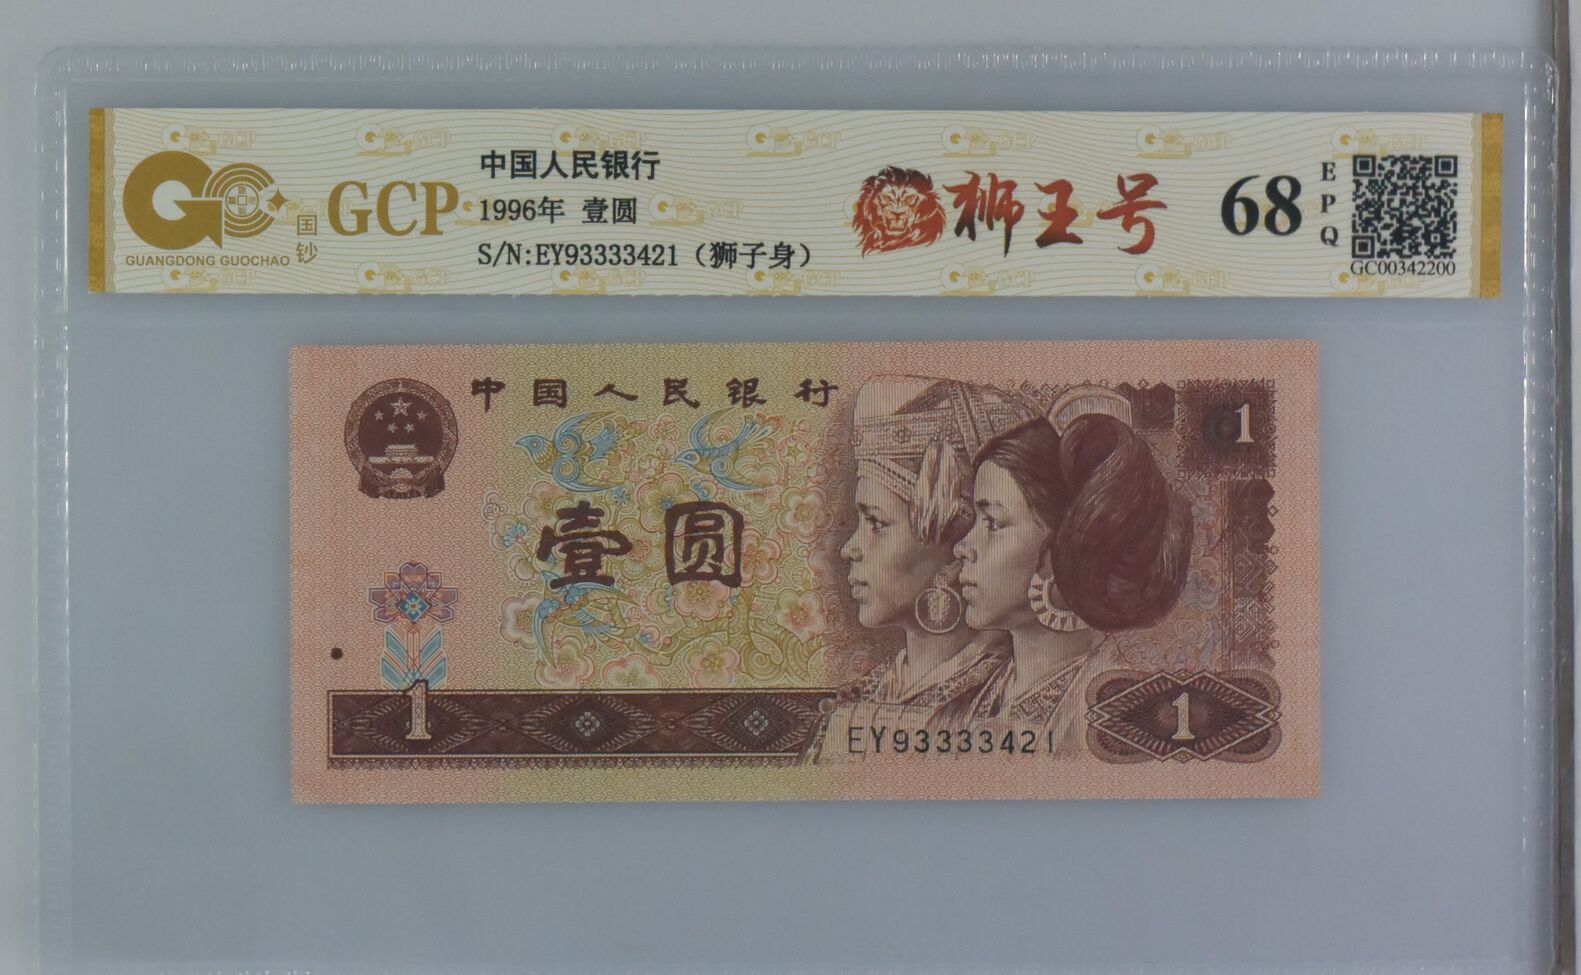 GUANGDONG GUOCHAO
国钞
GCP
中国人民银行
1996年 壹圆
S/N:EY93333421（狮子身）
狮王号
68
EPQ
GC00342200
中国人民银行
1
壹圆
1
EY93333421
1